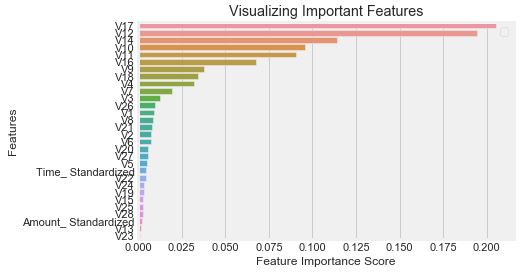 Visualizing Important Features
V17
V12
V14
V10
V11
V16
V9
V18
V4
V7
V3
V26
V1
V8
V21
V2
V6
V20
V27
V5
Time_ Standardized
V22
V24
V19
V15
V25
V28
Amount_ Standardized
V13
V23
Features
0.000 0.025 0.050 0.075 0.100 0.125 0.150 0.175 0.200
Feature Importance Score